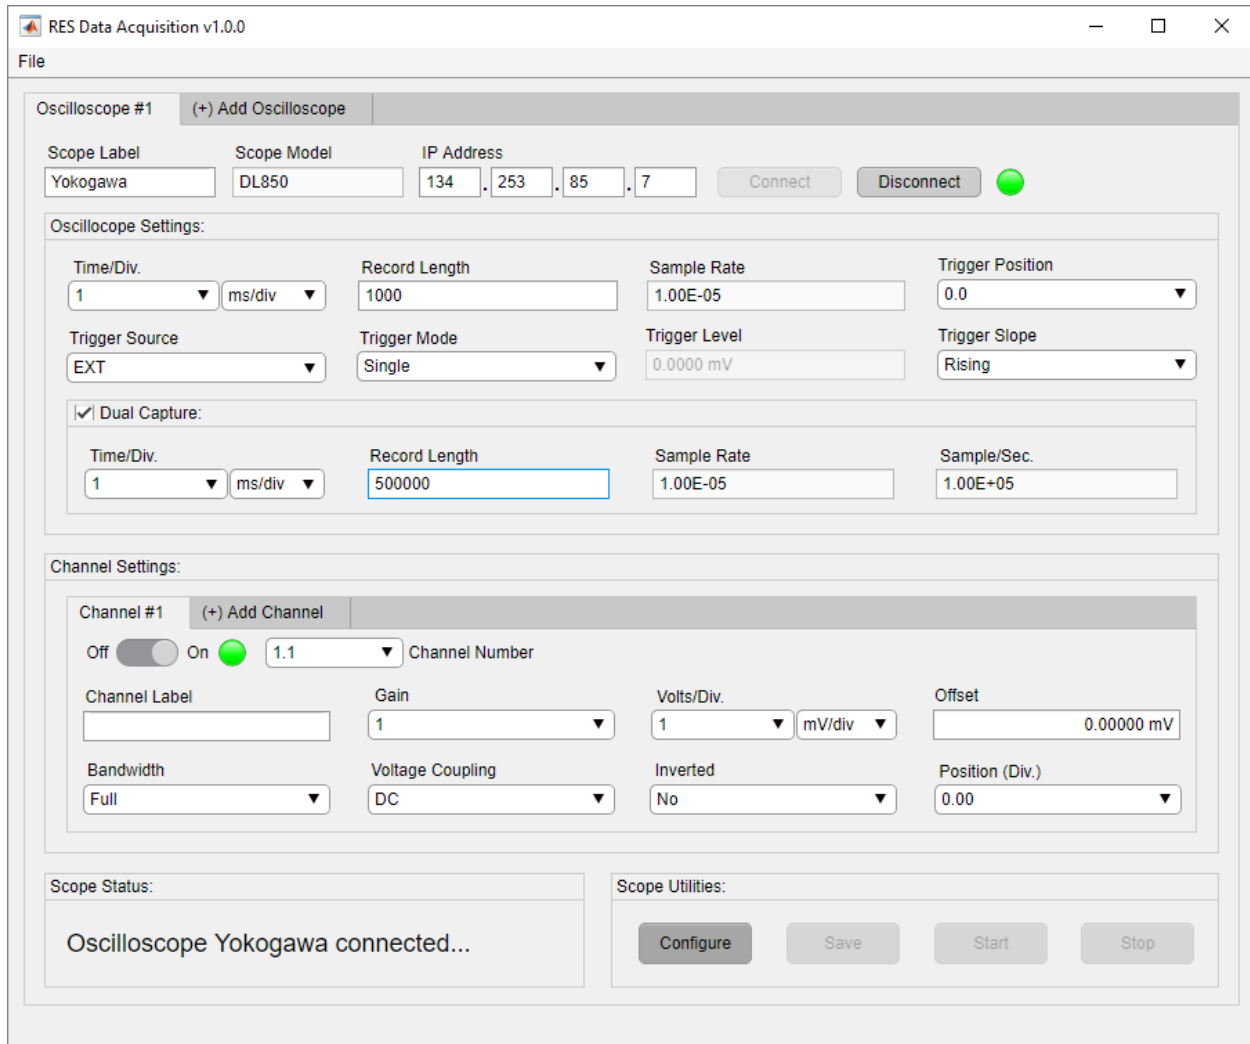 RES Data Acquisition v1.0.0
File
Oscilloscope #1 (+) Add Oscilloscope
Scope Label Scope Model IP Address
Yokogawa DL850 134 . 253 . 85 . 7 Connect Disconnect
Oscillocope Settings:
Time/Div. Record Length Sample Rate Trigger Position
1 ms/div 1000 1.00E-05 0.0
Trigger Source Trigger Mode Trigger Level Trigger Slope
EXT Single 0.0000 mV Rising
Dual Capture:
Time/Div. Record Length Sample Rate Sample/Sec.
1 ms/div 500000 1.00E-05 1.00E+05
Channel Settings:
Channel #1 (+) Add Channel
Off On 1.1 Channel Number
Channel Label Gain Volts/Div. Offset
1 1 mV/div 0.00000 mV
Bandwidth Voltage Coupling Inverted Position (Div.)
Full DC No 0.00
Scope Status: Scope Utilities:
Oscilloscope Yokogawa connected... Configure Save Start Stop